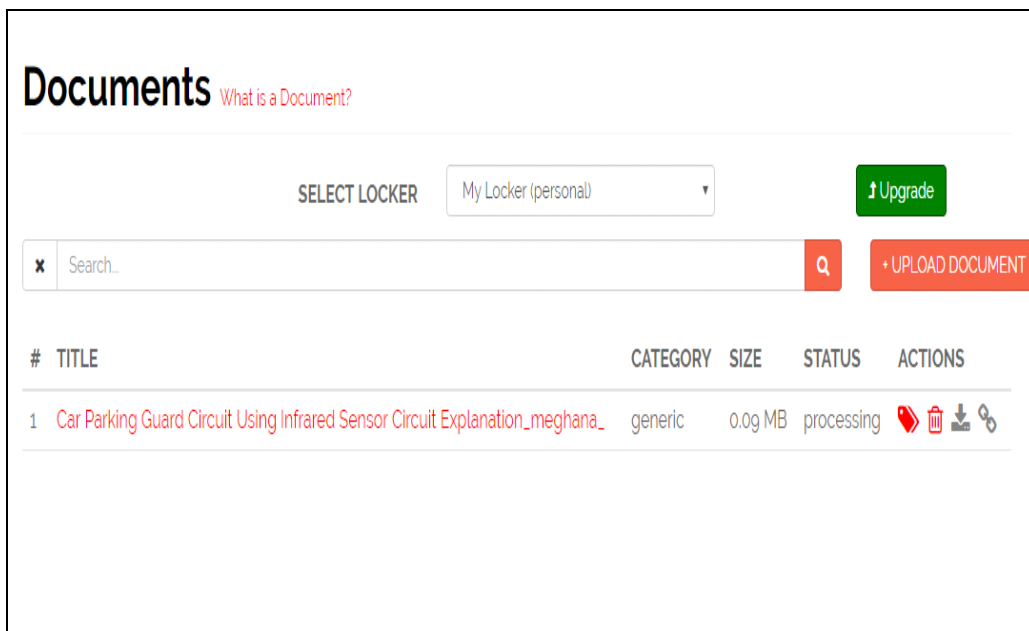 Documents What is a Document?
SELECT LOCKER My Locker (personal) Upgrade
Search... + UPLOAD DOCUMENT
# TITLE CATEGORY SIZE STATUS ACTIONS
1 Car Parking Guard Circuit Using Infrared Sensor Circuit Explanation_meghana_ generic 0.09 MB processing